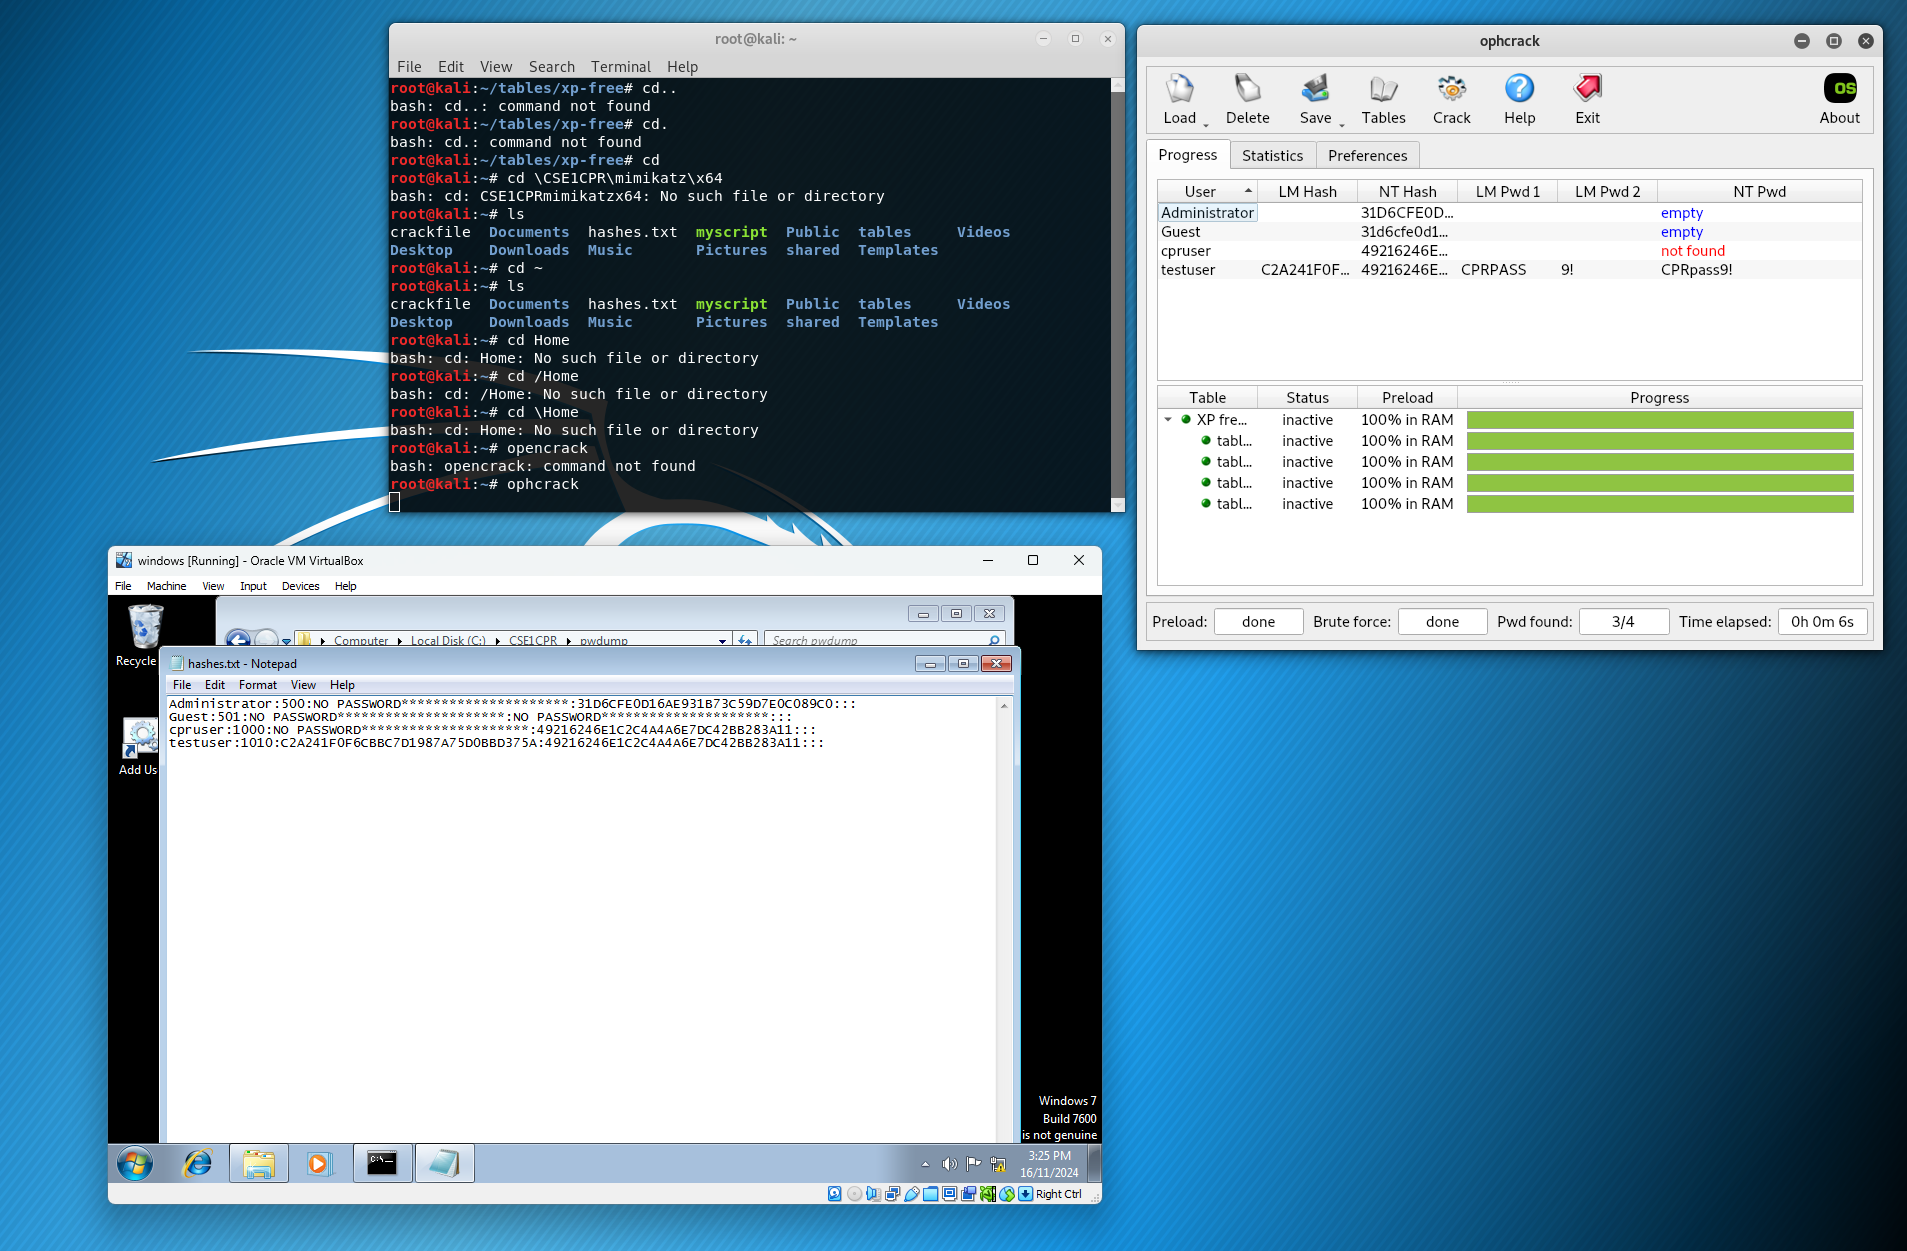 root@kali: ~
File Edit View Search Terminal Help
root@kali:~/tables/xp-free# cd..
bash: cd..: command not found
root@kali:~/tables/xp-free# cd.
bash: cd.: command not found
root@kali:~/tables/xp-free# cd
root@kali:~# cd \CSE1CPR\mimikatz\x64
bash: cd: CSE1CPRmimikatzx64: No such file or directory
root@kali:~# ls
crackfile Documents hashes.txt myscript Public tables Videos
Desktop Downloads Music Pictures shared Templates
root@kali:~# cd ~
root@kali:~# ls
crackfile Documents hashes.txt myscript Public tables Videos
Desktop Downloads Music Pictures shared Templates
root@kali:~# cd Home
bash: cd: Home: No such file or directory
root@kali:~# cd /Home
bash: cd: /Home: No such file or directory
root@kali:~# cd \Home
bash: cd: Home: No such file or directory
root@kali:~# opencrack
bash: opencrack: command not found
root@kali:~# ophcrack
ophcrack
Load Delete Save Tables Crack Help Exit OS About
Progress Statistics Preferences
User LM Hash NT Hash LM Pwd 1 LM Pwd 2 NT Pwd
Administrator 31D6CFE0D... empty
Guest 31d6cfe0d1... empty
cpruser 49216246E... not found
testuser C2A241F0F... 49216246E... CPRPASS 9! CPRpass9!
Table Status Preload Progress
XP fre... inactive 100% in RAM
tabl... inactive 100% in RAM
tabl... inactive 100% in RAM
tabl... inactive 100% in RAM
tabl... inactive 100% in RAM
Preload: done Brute force: done Pwd found: 3/4 Time elapsed: 0h 0m 6s
windows [Running] - Oracle VM VirtualBox
File Machine View Input Devices Help
Recycle
Add Us
Computer Local Disk (C:) CSE1CPR pwdump Search pwdump
hashes.txt - Notepad
File Edit Format View Help
Administrator:500:NO PASSWORD*********************:31D6CFE0D16AE931B73C59D7E0C089C0:::
Guest:501:NO PASSWORD*********************:NO PASSWORD*********************:::
cpruser:1000:NO PASSWORD*********************:49216246E1C2C4A4A6E7DC42BB283A11:::
testuser:1010:C2A241F0F6CBBC7D1987A75D0BBD375A:49216246E1C2C4A4A6E7DC42BB283A11:::
Windows 7
Build 7600
is not genuine
C:\_
3:25 PM
16/11/2024
Right Ctrl